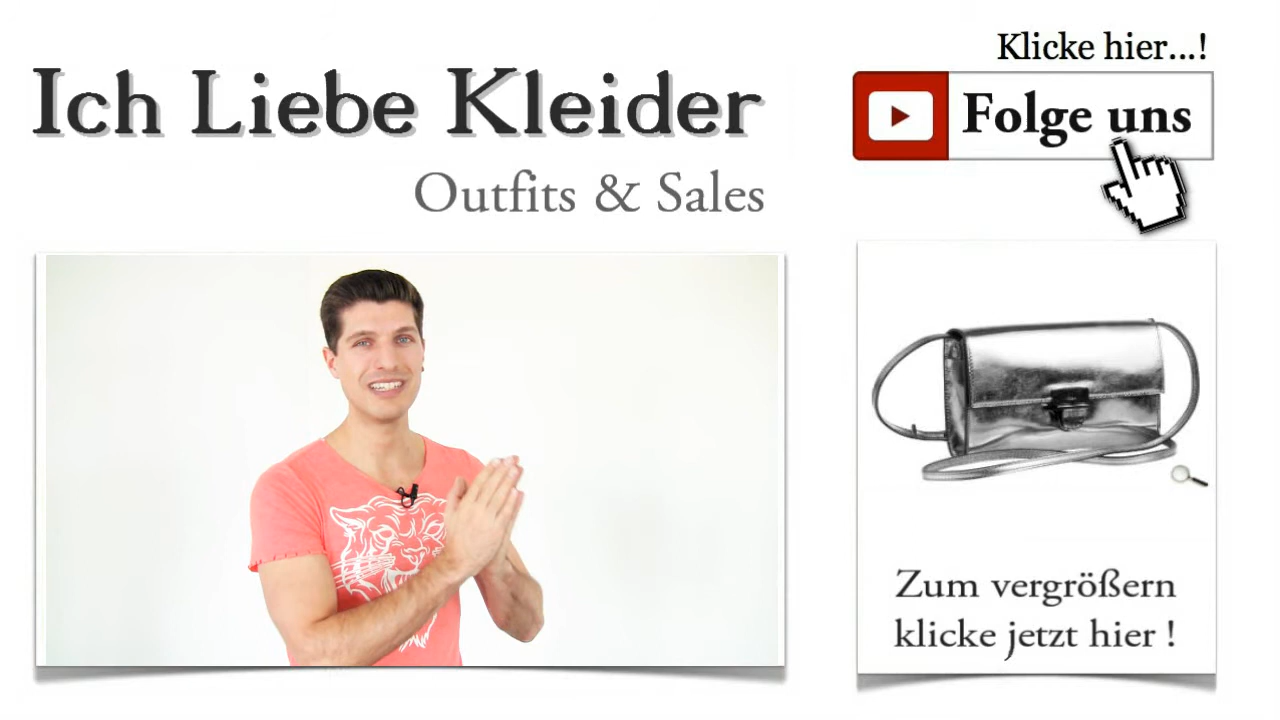 Ich Liebe Kleider
Outfits & Sales
Klicke hier...!
Folge uns
Zum vergrößern
klicke jetzt hier !